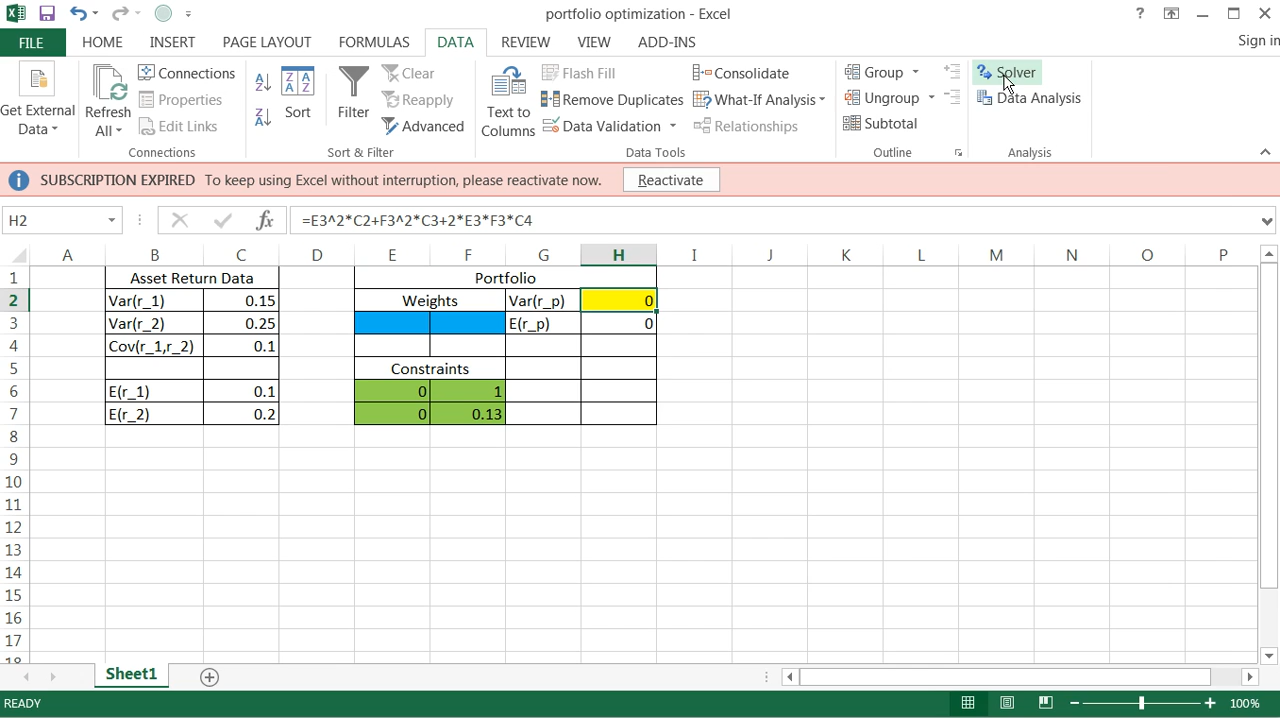 portfolio optimization - Excel
?
FILE HOME INSERT PAGE LAYOUT FORMULAS DATA REVIEW VIEW ADD-INS Sign in
Get External Data
Refresh All
Connections
Properties
Edit Links
Connections
Sort
Filter
Clear
Reapply
Advanced
Sort & Filter
Text to Columns
Flash Fill
Remove Duplicates
Data Validation
Consolidate
What-If Analysis
Relationships
Data Tools
Group
Ungroup
Subtotal
Outline
Solver
Data Analysis
Analysis
SUBSCRIPTION EXPIRED To keep using Excel without interruption, please reactivate now. Reactivate
H2 fx =E3^2*C2+F3^2*C3+2*E3*F3*C4
A B C D E F G H I J K L M N O P
1 Asset Return Data Portfolio
2 Var(r_1) 0.15 Weights Var(r_p) 0
3 Var(r_2) 0.25 E(r_p) 0
4 Cov(r_1,r_2) 0.1
5 Constraints
6 E(r_1) 0.1 0 1
7 E(r_2) 0.2 0 0.13
8
9
10
11
12
13
14
15
16
17
18
Sheet1
READY 100%